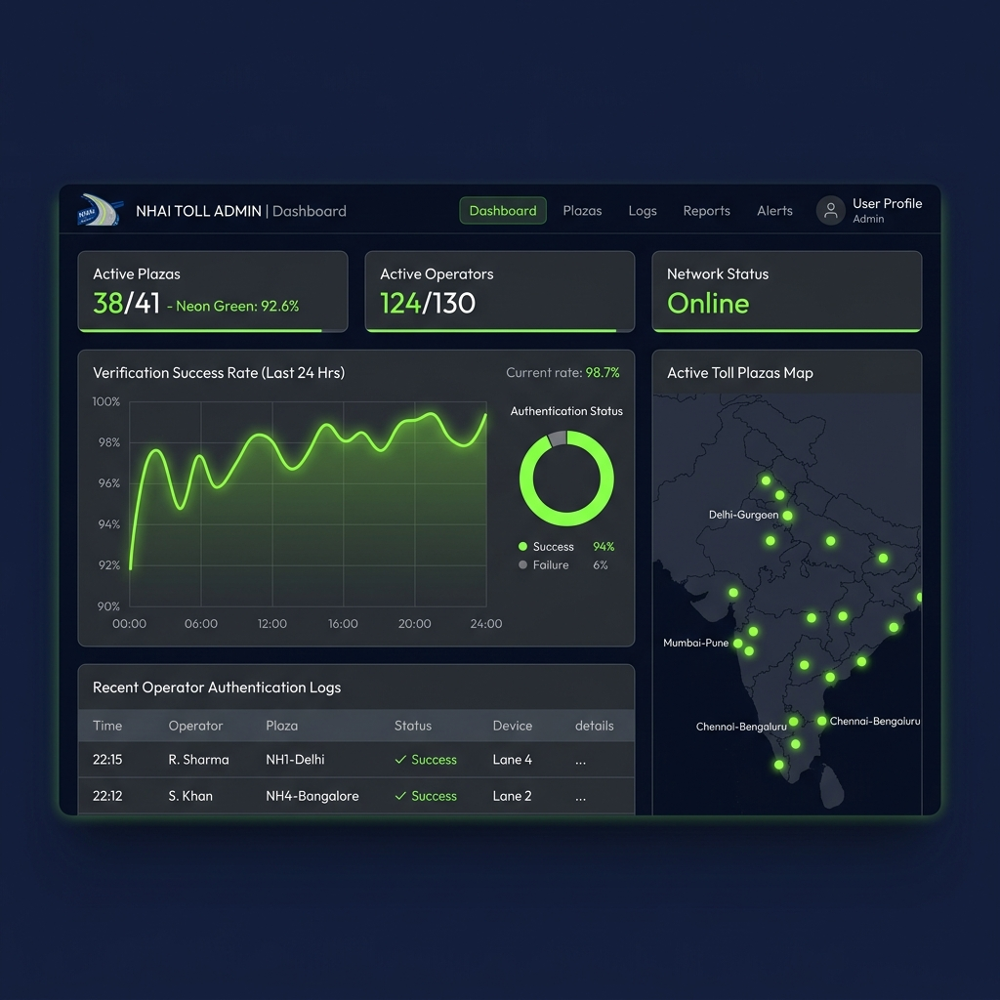 NHAI TOLL ADMIN | Dashboard
Dashboard
Plazas
Logs
Reports
Alerts
User Profile
Admin
Active Plazas
38/41 - Neon Green: 92.6%
Active Operators
124/130
Network Status
Online
Verification Success Rate (Last 24 Hrs)
Current rate: 98.7%
100%
98%
96%
94%
92%
90%
00:00
06:00
12:00
16:00
20:00
24:00
Authentication Status
Success 94%
Failure 6%
Active Toll Plazas Map
Delhi-Gurgoen
Mumbai-Pune
Chennoi-Bengaluru
Chennai-Bengaluru
Recent Operator Authentication Logs
Time Operator Plaza Status Device details
22:15 R. Sharma NH1-Delhi ✓ Success Lane 4 ...
22:12 S. Khan NH4-Bangalore ✓ Success Lane 2 ...